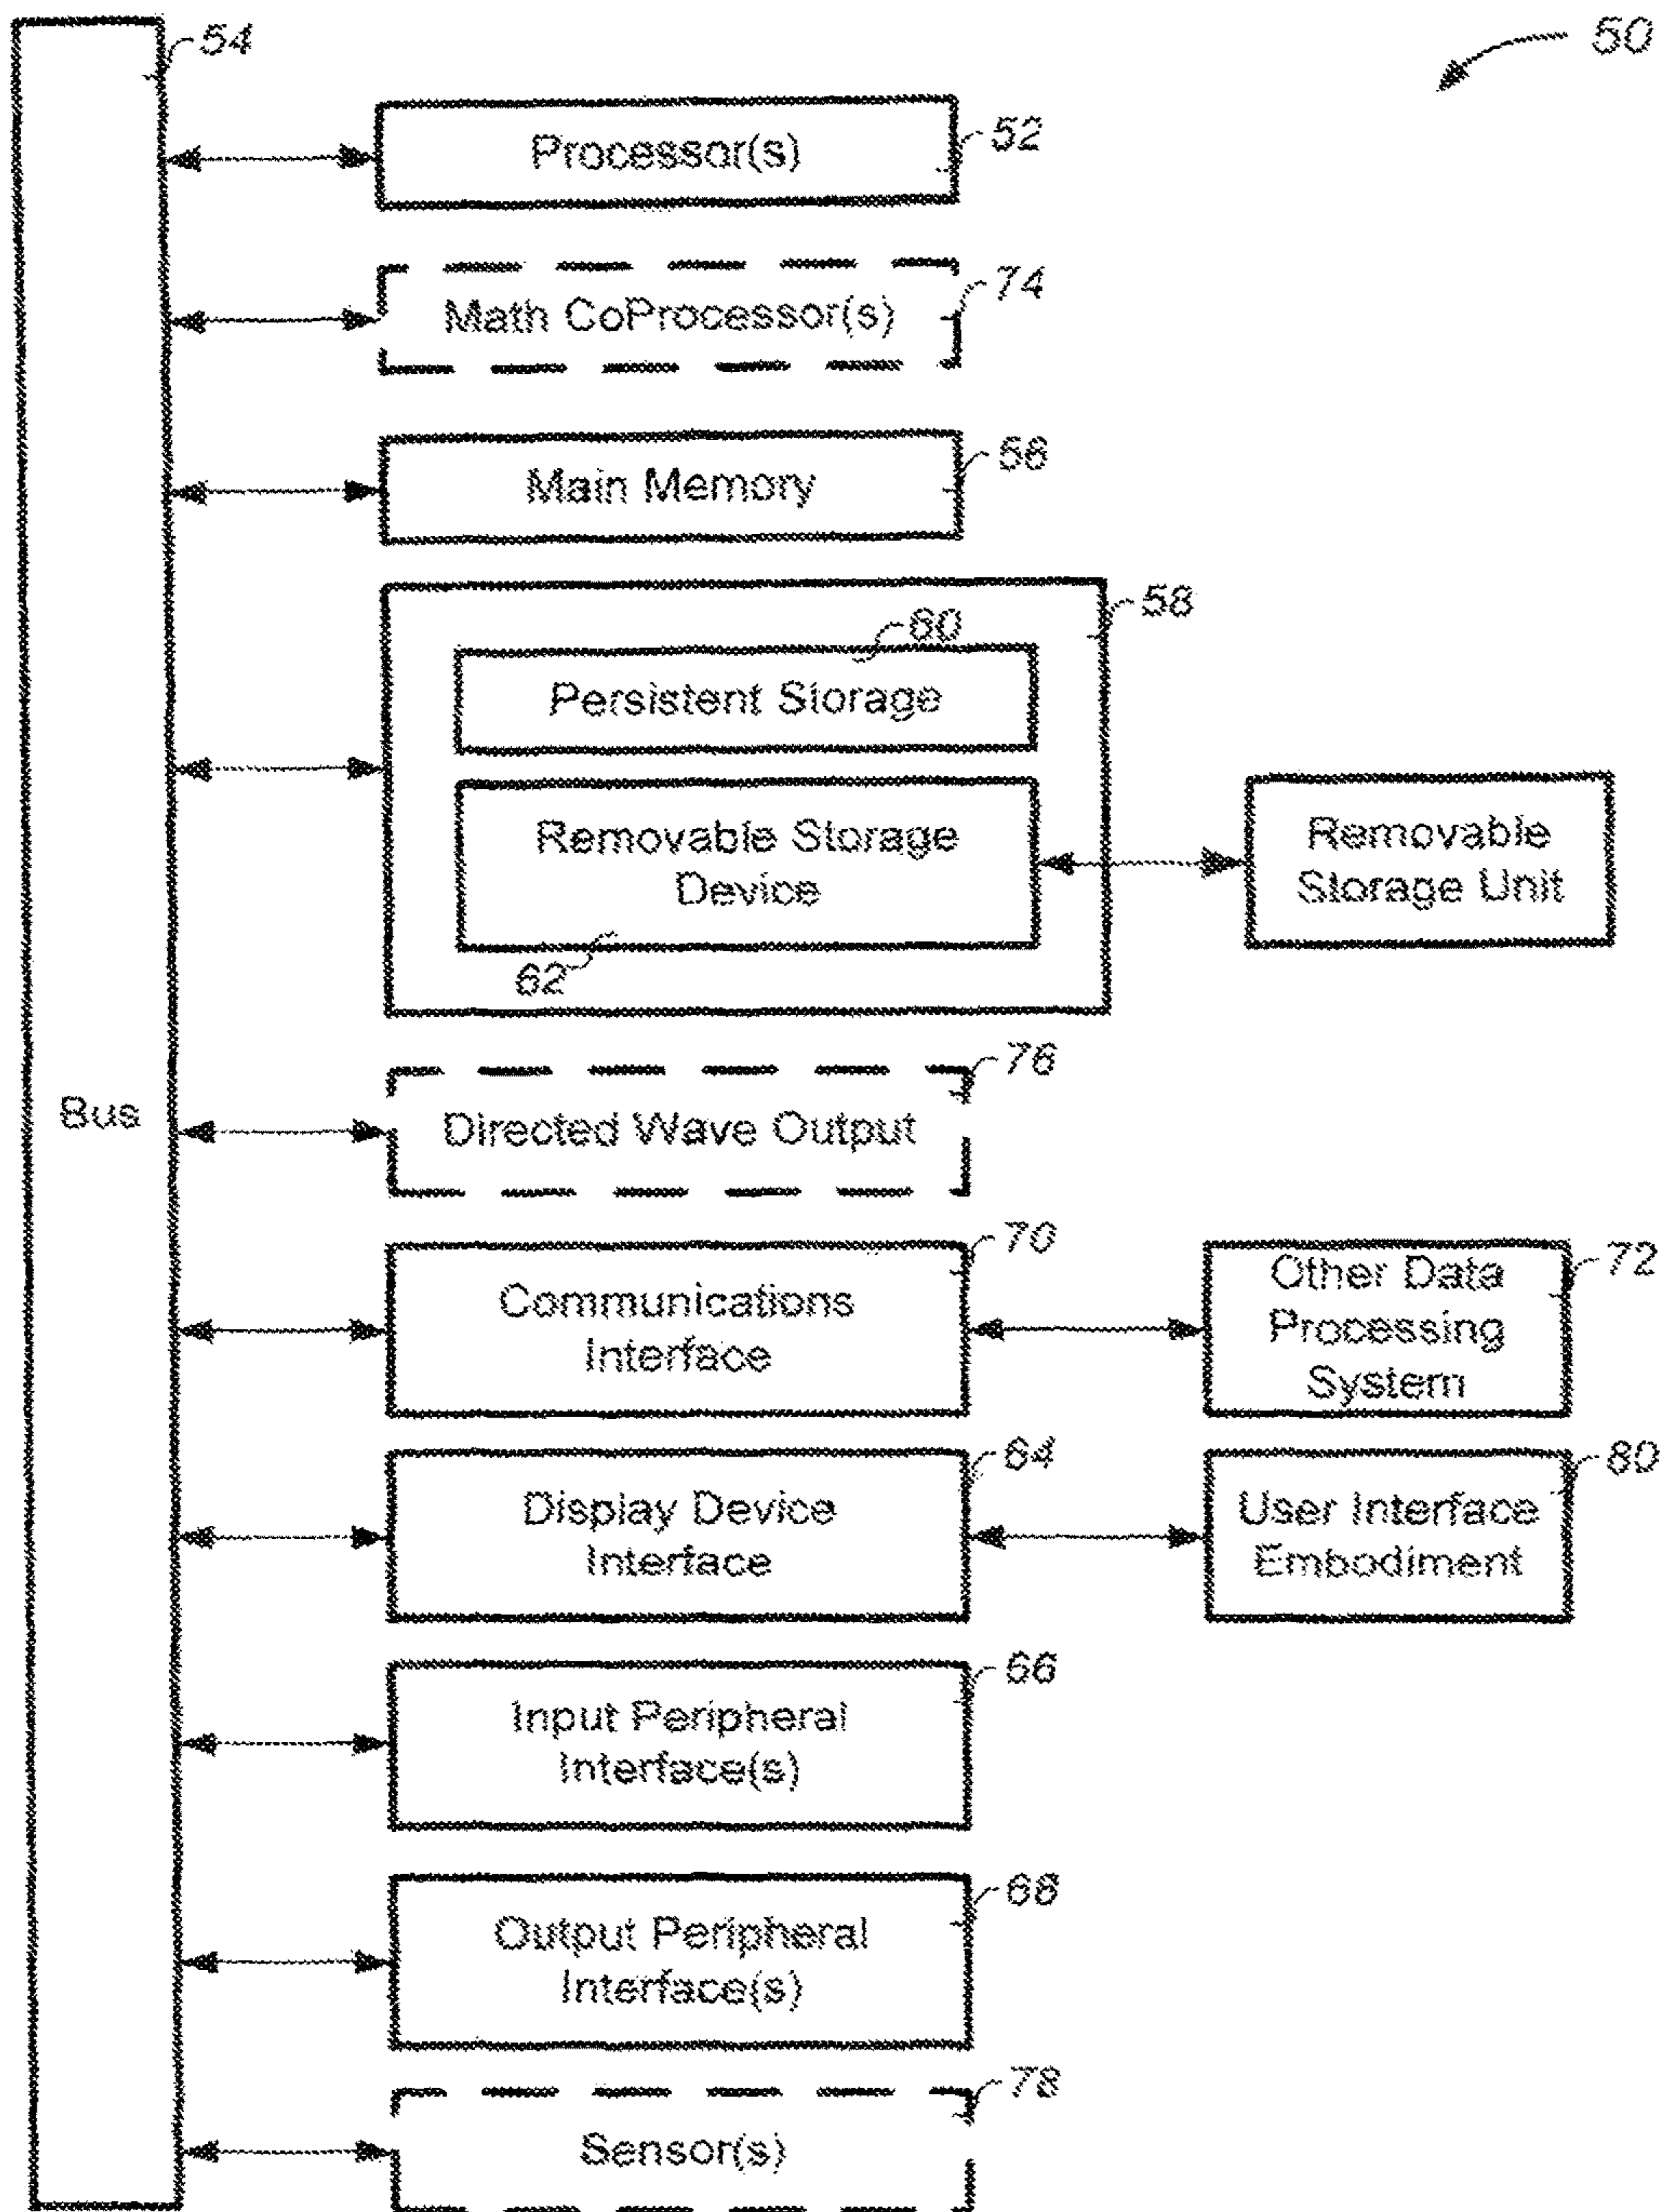 54
50
Processor(s)
52
Math CoProcessor(s)
74
Main Memory
56
58
60
Persistent Storage
Removable Storage
Device
62
Removable
Storage Unit
76
Bus
Directed Wave Output
70
Communications
Interface
72
Other Data
Processing
System
64
Display Device
Interface
80
User Interface
Embodiment
66
Input Peripheral
Interface(s)
68
Output Peripheral
Interface(s)
78
Sensor(s)